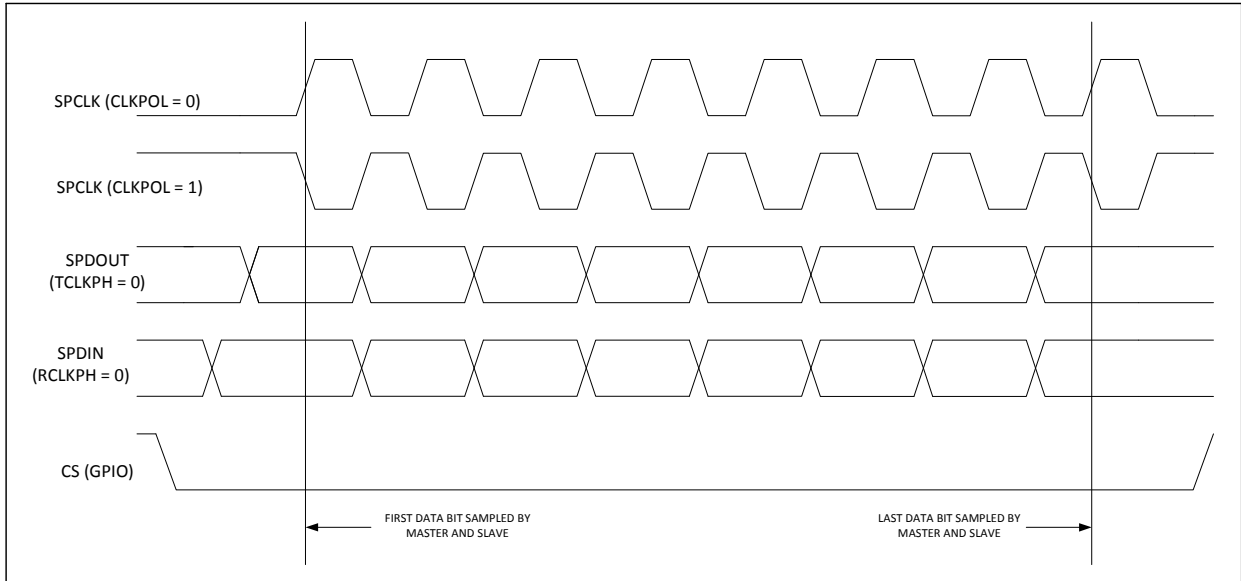 SPCLK (CLKPOL = 0)
SPCLK (CLKPOL = 1)
SPDOUT
(TCLKPH = 0)
SPDIN
(RCLKPH = 0)
CS (GPIO)
FIRST DATA BIT SAMPLED BY
MASTER AND SLAVE
LAST DATA BIT SAMPLED BY
MASTER AND SLAVE